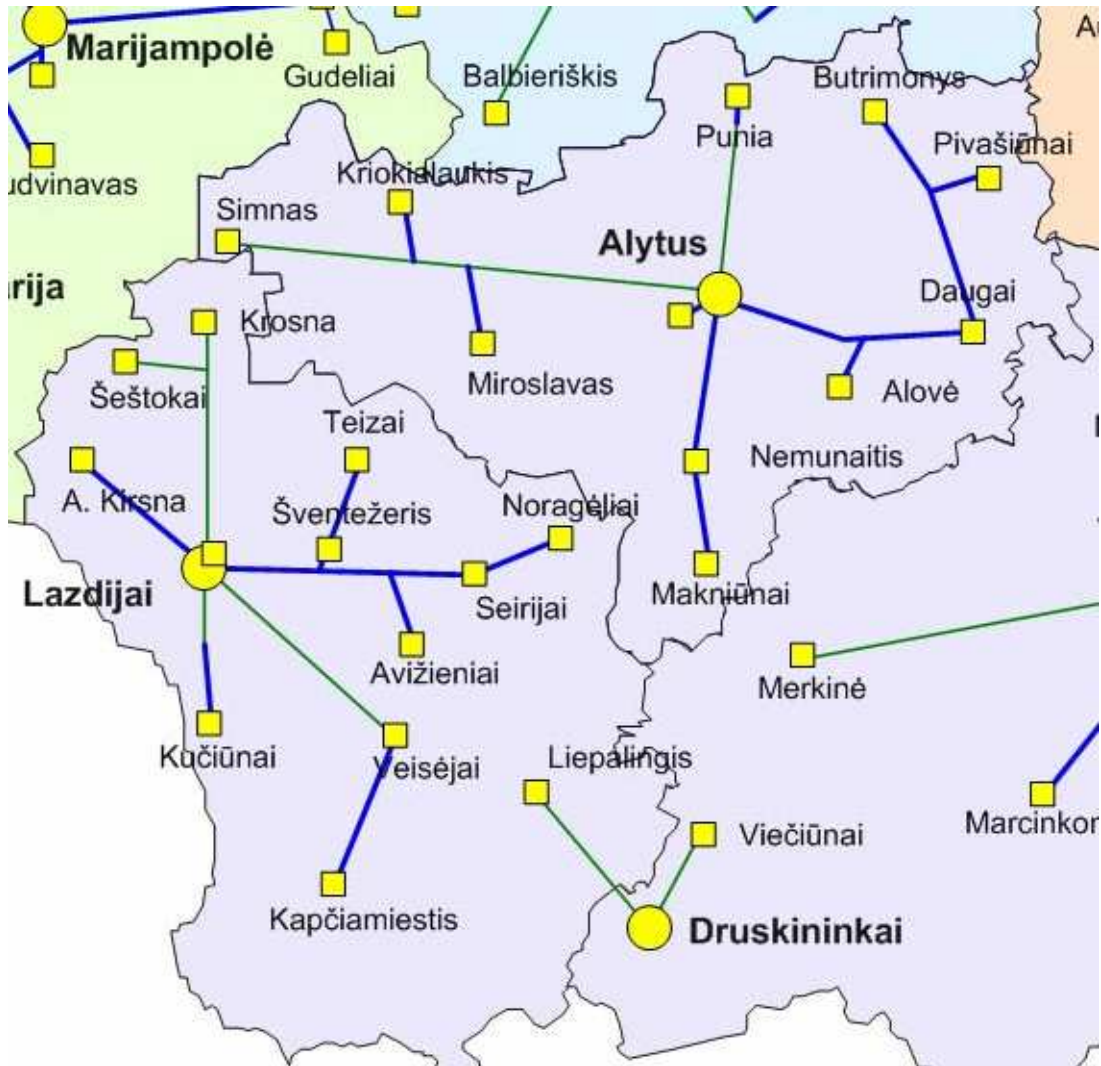 Marijampolė
Gudeliai
Balbieriškis
Butrimonys
Punia
Pivašiūnai
udvinavas
Kriokialaukis
Simnas
Alytus
rija
Krosna
Daugai
Šeštokai
Miroslavas
Alovė
Teizai
A. Kirsna
Šventežeris
Noragėliai
Nemunaitis
Lazdijai
Seirijai
Makniūnai
Avižieniai
Merkinė
Kučiūnai
Veisėjai
Liepalingis
Viečiūnai
Marcinkor
Kapčiamiestis
Druskininkai